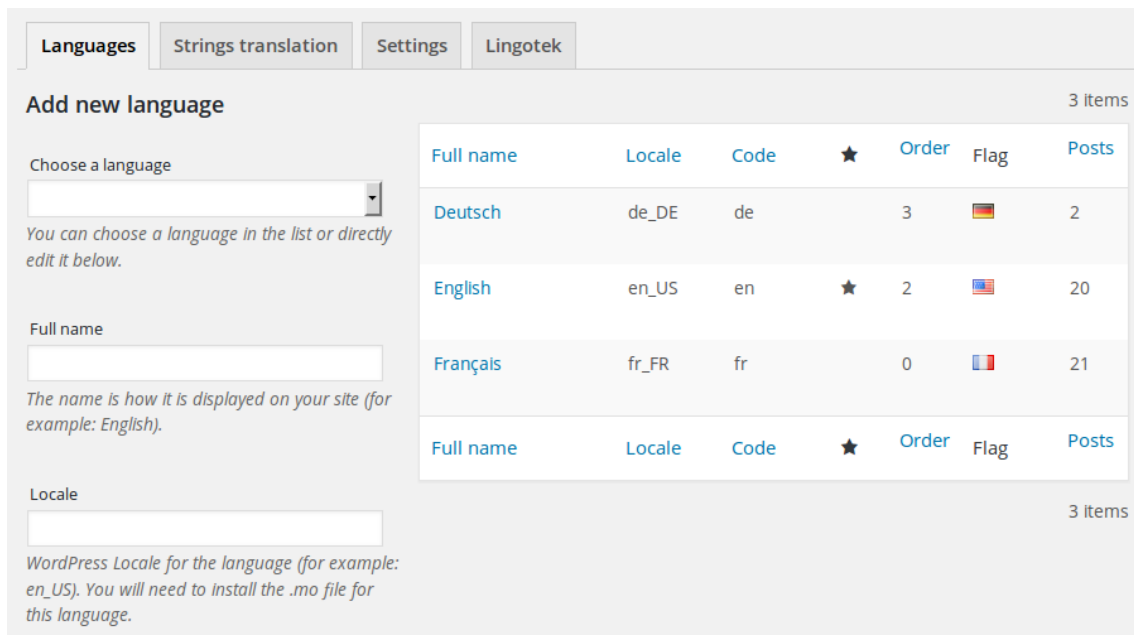 Languages Strings translation Settings Lingotek
Add new language
Choose a language
You can choose a language in the list or directly
edit it below.
Full name
The name is how it is displayed on your site (for
example: English).
Locale
WordPress Locale for the language (for example:
en_US). You will need to install the .mo file for
this language.
3 items
Full name Locale Code ★ Order Flag Posts
Deutsch de_DE de 3 2
English en_US en ★ 2 20
Français fr_FR fr 0 21
Full name Locale Code ★ Order Flag Posts
3 items